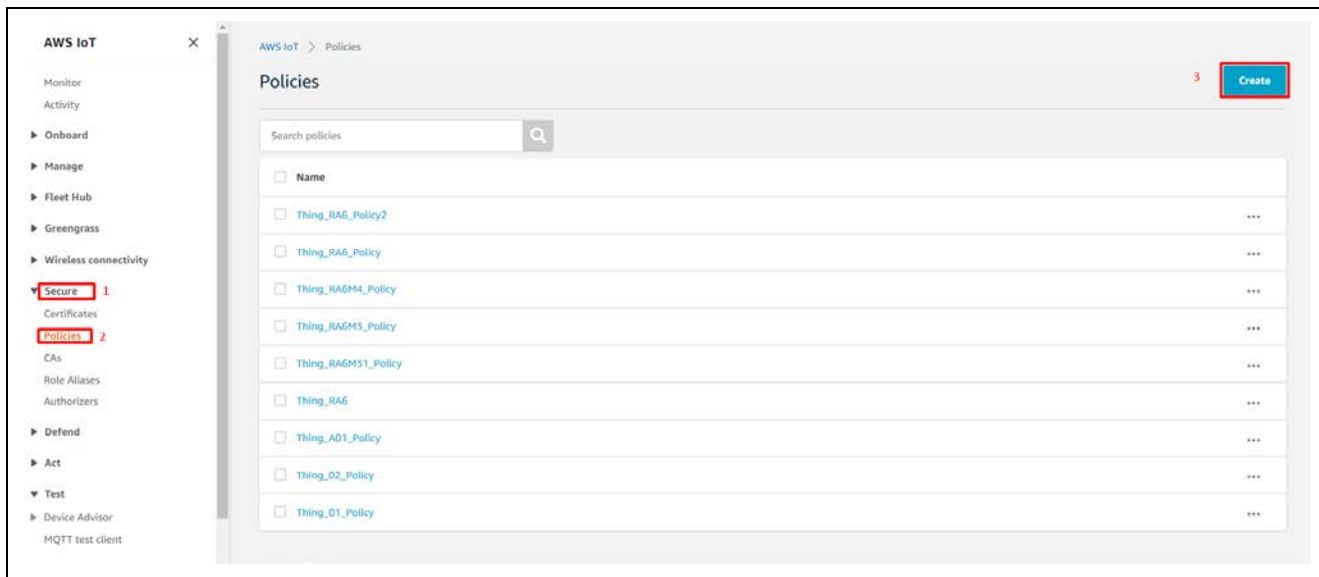 AWS IoT
Monitor
Activity
Onboard
Manage
Fleet Hub
Greengrass
Wireless connectivity
Secure 1
Certificates
Policies 2
CAs
Role Aliases
Authorizers
Defend
Act
Test
Device Advisor
MQTT test client
AWS IoT > Policies
Policies
3 Create
Search policies
Name
Thing_RA6_Policy2
Thing_RA6_Policy
Thing_RA6M4_Policy
Thing_RA6M3_Policy
Thing_RA6M31_Policy
Thing_RA6
Thing_A01_Policy
Thing_02_Policy
Thing_01_Policy